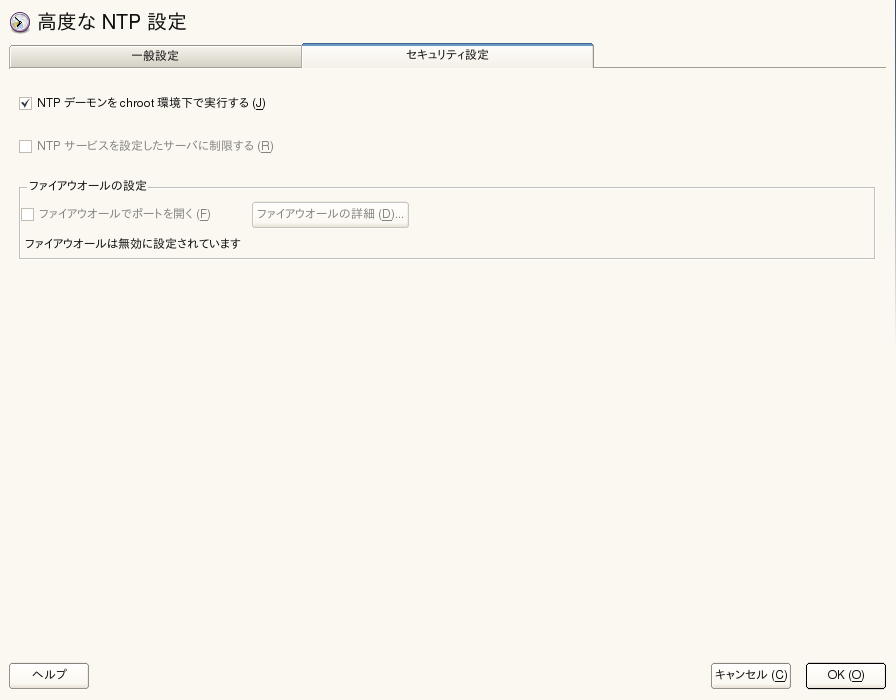 高度な NTP 設定
一般設定 セキュリティ設定
NTP デーモンを chroot 環境下で実行する (J)
NTP サービスを設定したサーバに制限する (R)
ファイアウオールの設定
ファイアウオールでポートを開く (F) ファイアウオールの詳細 (D)...
ファイアウオールは無効に設定されています
ヘルプ キャンセル (C) OK (O)